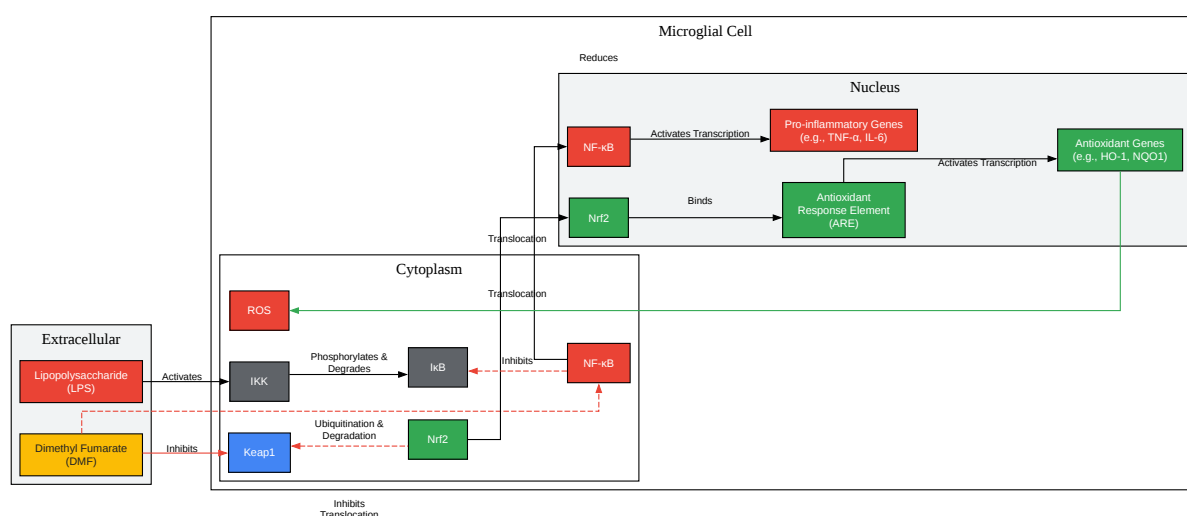 Microglial Cell
Reduces
Nucleus
NF-κB
Activates Transcription
Pro-inflammatory Genes
(e.g., TNF-α, IL-6)
Antioxidant Genes
(e.g., HO-1, NQO1)
Activates Transcription
Nrf2
Binds
Antioxidant
Response Element
(ARE)
Translocation
Cytoplasm
Translocation
ROS
Extracellular
Lipopolysaccharide
(LPS)
Activates
IKK
Phosphorylates &
Degrades
IκB
Inhibits
NF-κB
Dimethyl Fumarate
(DMF)
Inhibits
Keap1
Ubiquitination &
Degradation
Nrf2
Inhibits
Translocation